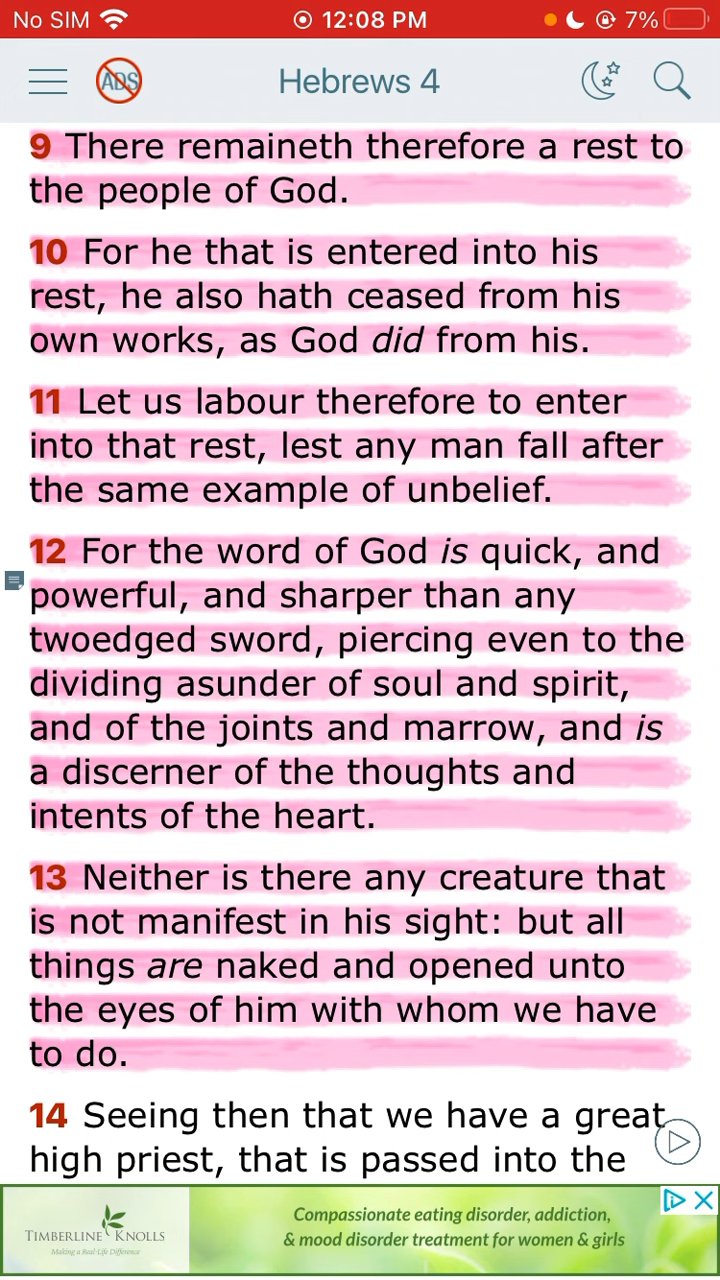 No SIM 12:08 PM 7%
ADS Hebrews 4
9 There remaineth therefore a rest to
the people of God.
10 For he that is entered into his
rest, he also hath ceased from his
own works, as God did from his.
11 Let us labour therefore to enter
into that rest, lest any man fall after
the same example of unbelief.
12 For the word of God is quick, and
powerful, and sharper than any
twoedged sword, piercing even to the
dividing asunder of soul and spirit,
and of the joints and marrow, and is
a discerner of the thoughts and
intents of the heart.
13 Neither is there any creature that
is not manifest in his sight: but all
things are naked and opened unto
the eyes of him with whom we have
to do.
14 Seeing then that we have a great
high priest, that is passed into the
TIMBERLINE KNOLLS
Making a Real-Life Difference
Compassionate eating disorder, addiction,
& mood disorder treatment for women & girls